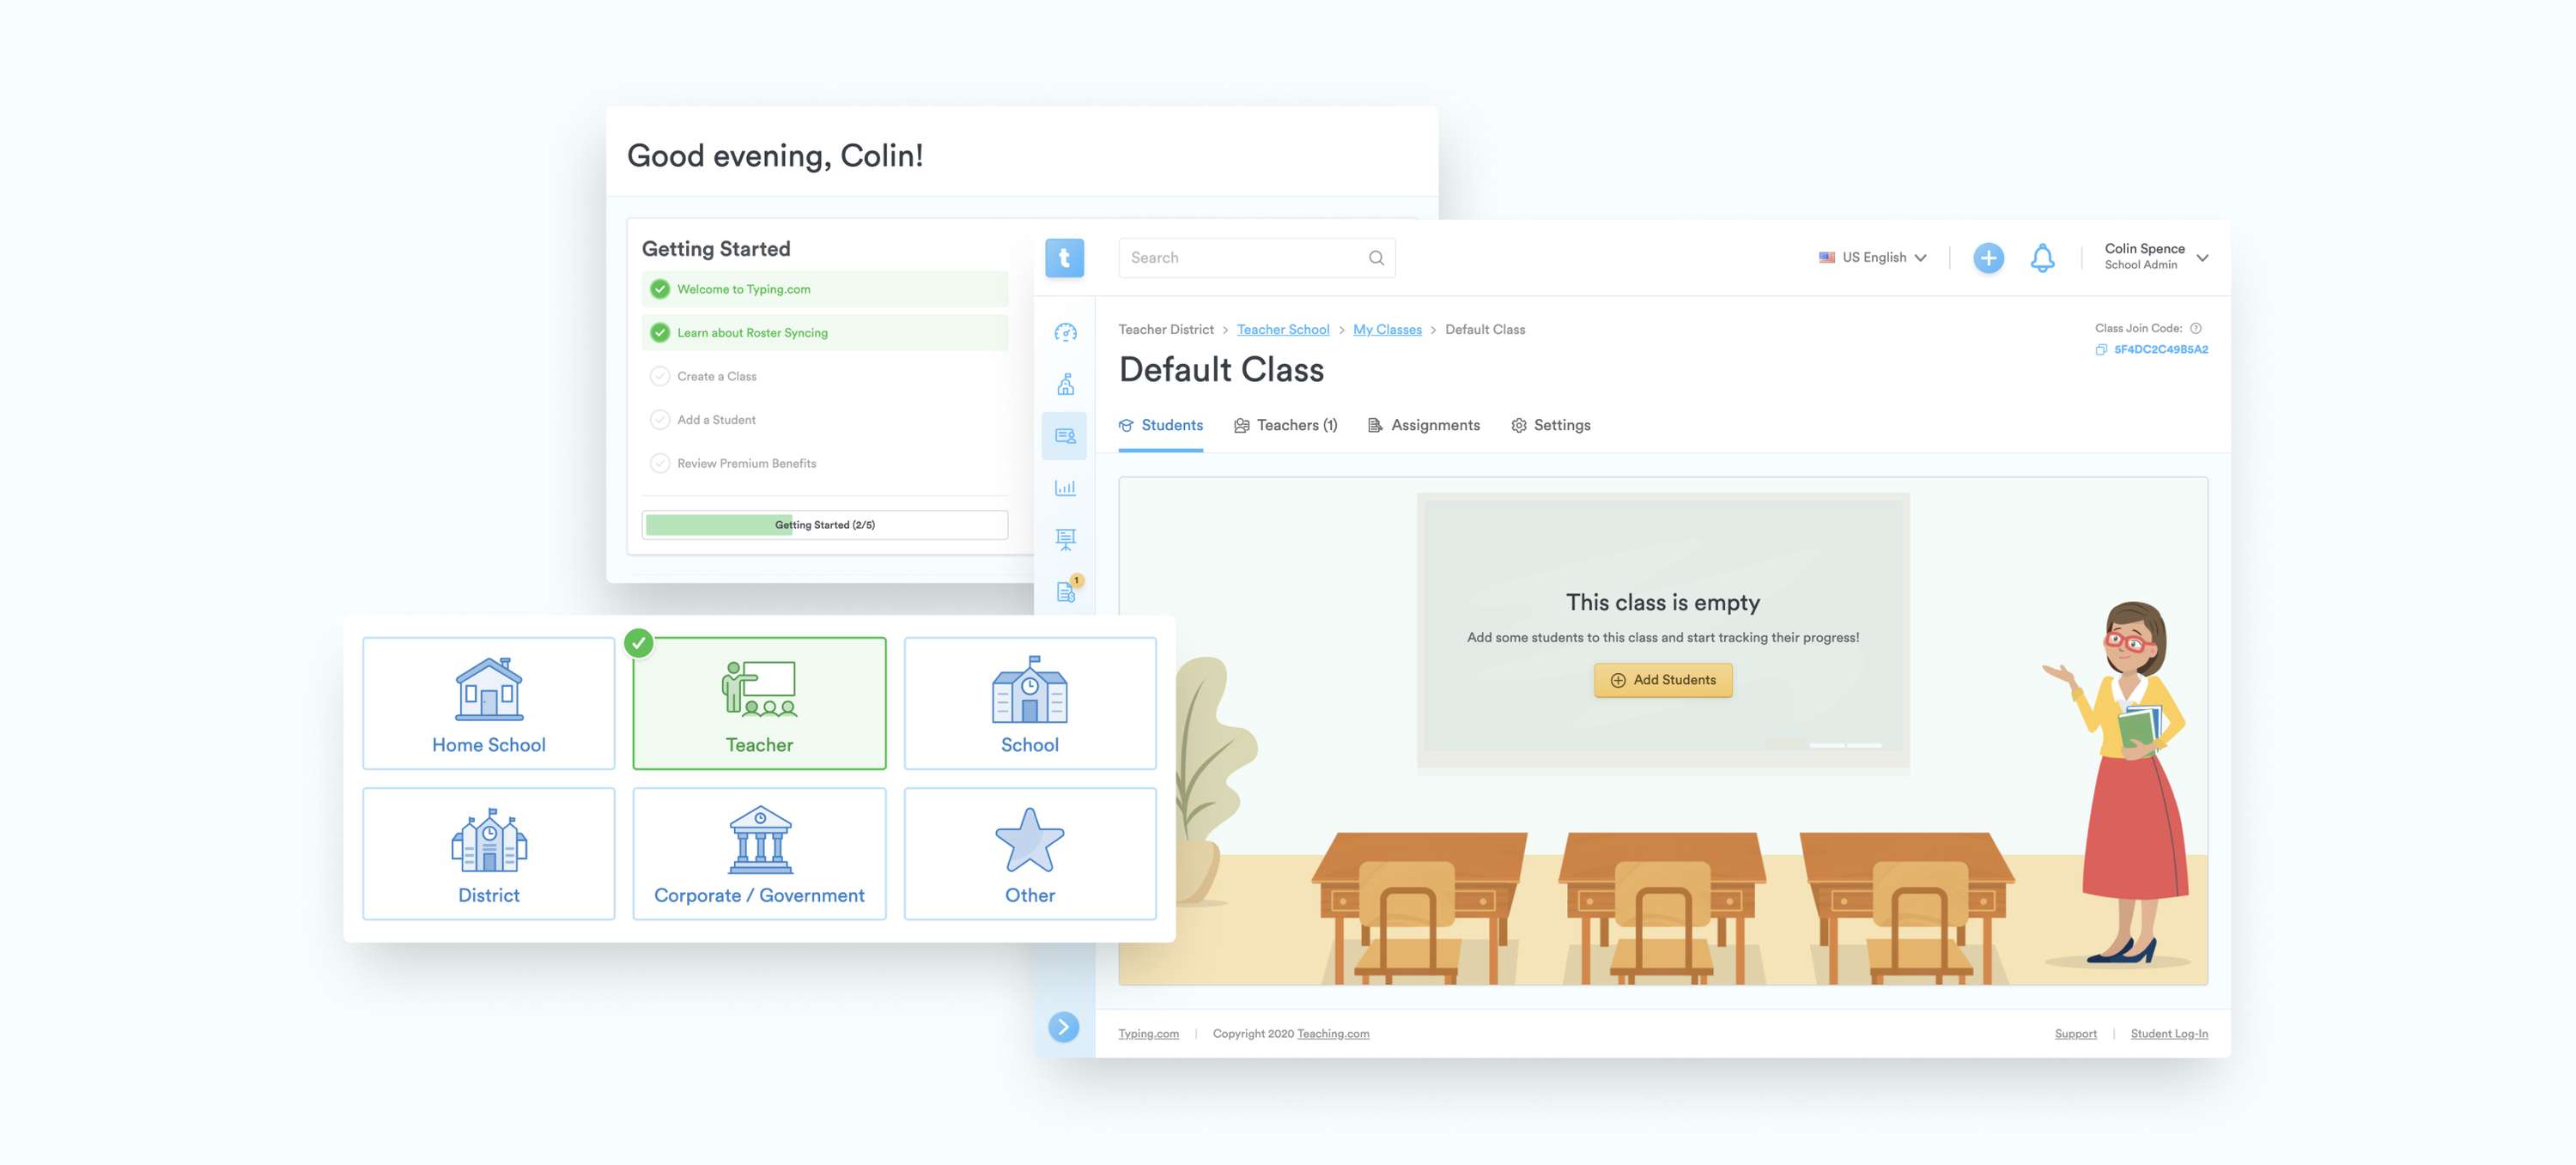 Good evening, Colin!
Getting Started
Welcome to Typing.com
Learn about Roster Syncing
Create a Class
Add a Student
Review Premium Benefits
Getting Started (2/5)
t
Search
US English
Colin Spence
School Admin
Teacher District > Teacher School > My Classes > Default Class
Class Join Code:
5F4DC2C49B5A2
Default Class
Students
Teachers (1)
Assignments
Settings
1
This class is empty
Add some students to this class and start tracking their progress!
Add Students
Home School
Teacher
School
District
Corporate / Government
Other
Typing.com | Copyright 2020 Teaching.com
Support | Student Log-In